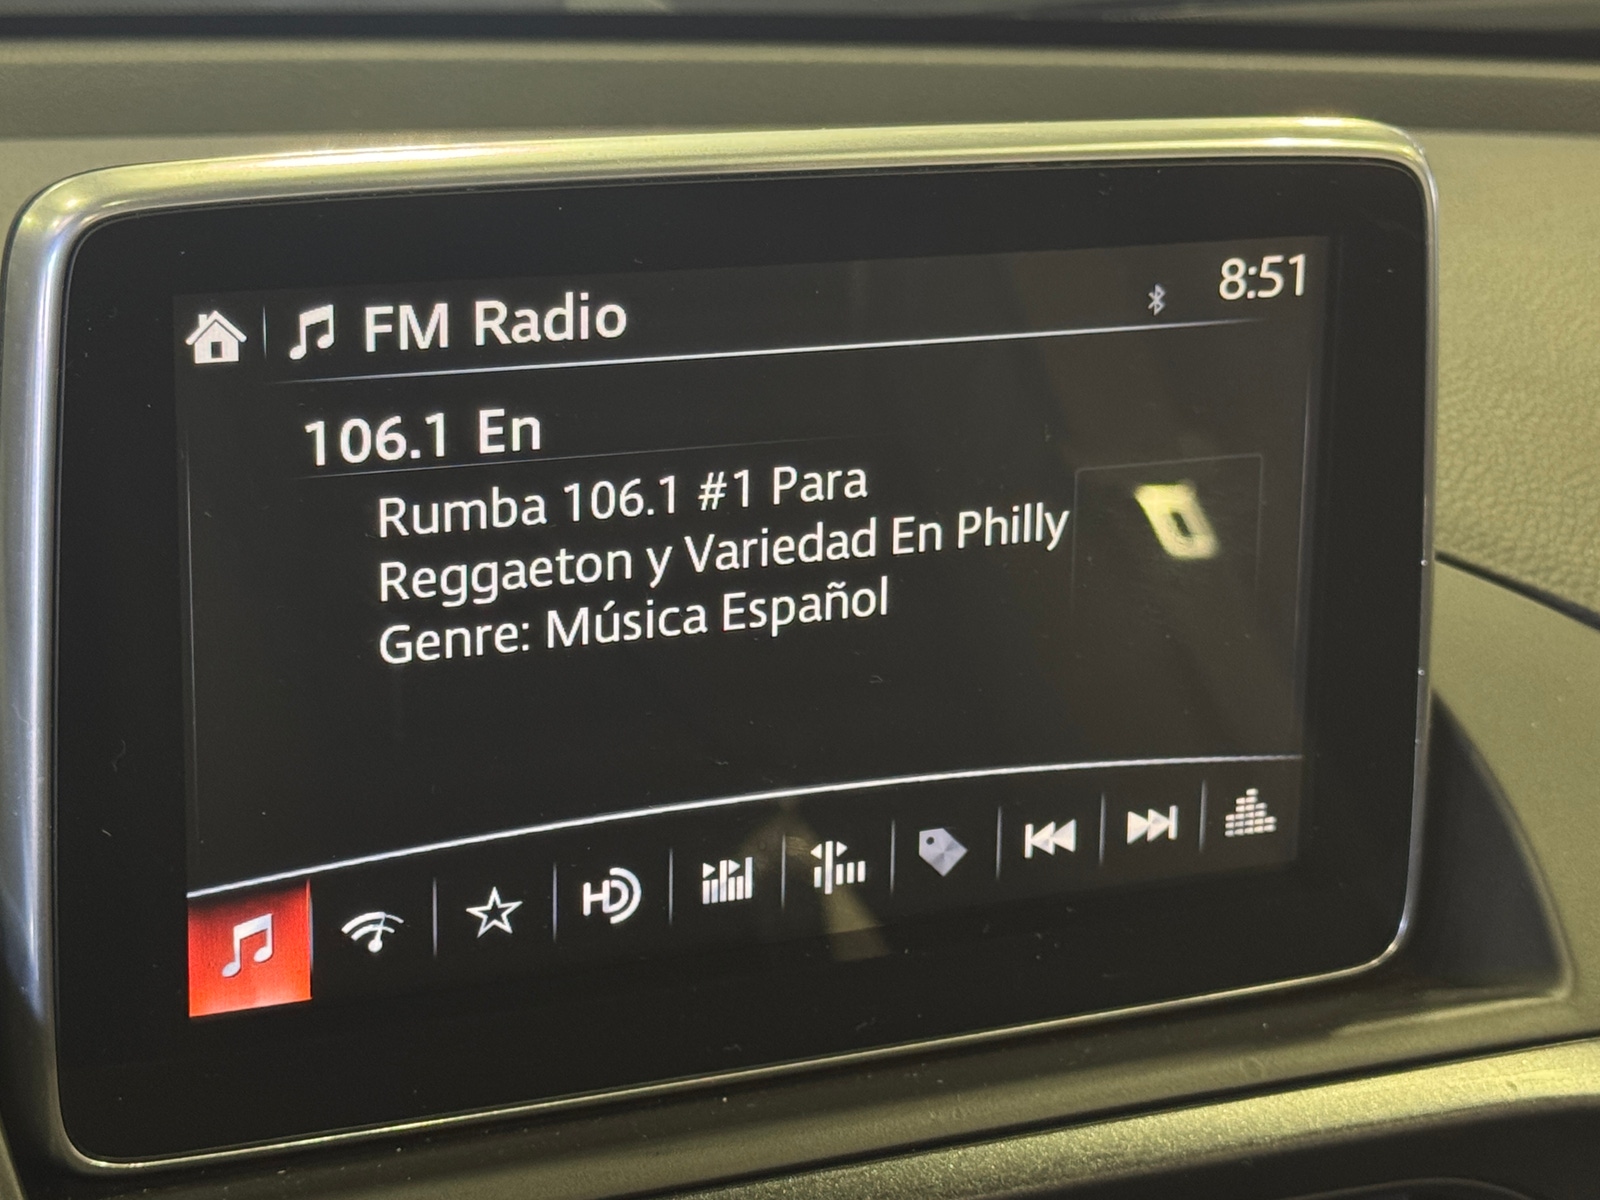 FM Radio
8:51
106.1 En
Rumba 106.1 #1 Para
Reggaeton y Variedad En Philly
Genre: Música Español
HD